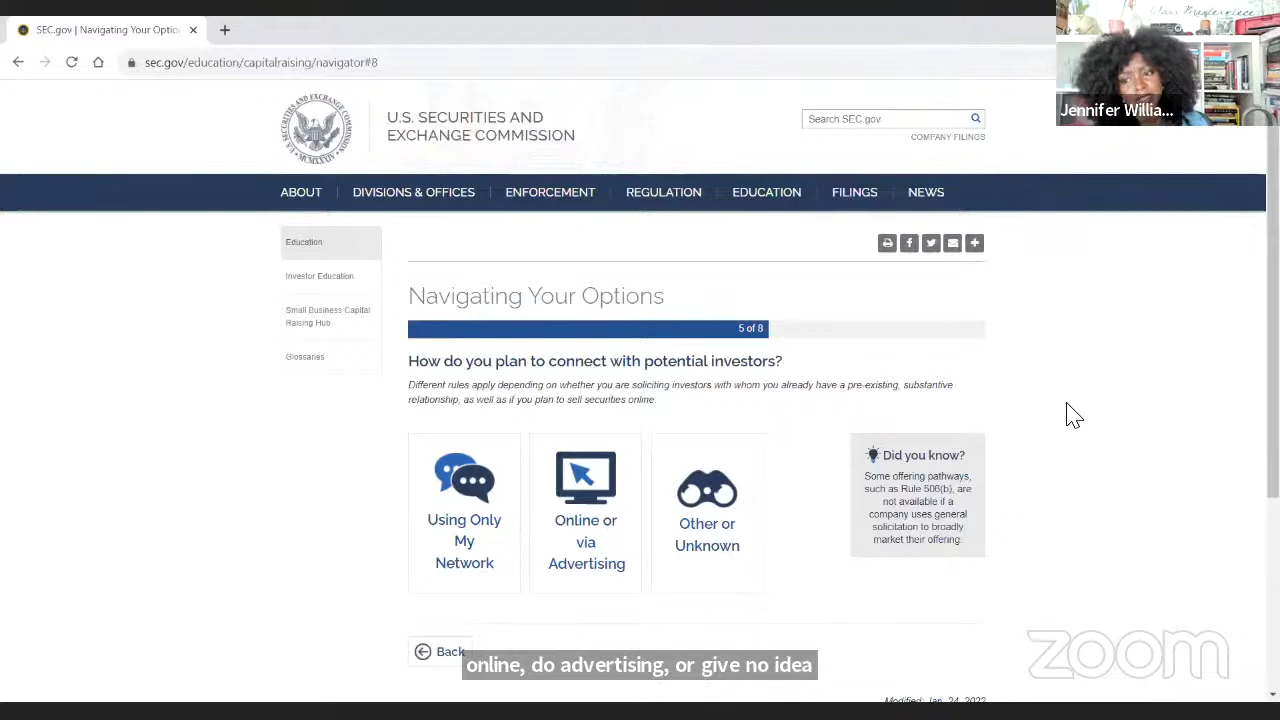 SEC.gov | Navigating Your Optio
sec.gov/education/capitalraising/navigator#8
Jennifer Willia...
U.S. SECURITIES AND
EXCHANGE COMMISSION
Search SEC.gov
COMPANY FILINGS
ABOUT
DIVISIONS & OFFICES
ENFORCEMENT
REGULATION
EDUCATION
FILINGS
NEWS
Education
Investor Education
Small Business Capital
Raising Hub
Glossaries
Navigating Your Options
5 of 8
How do you plan to connect with potential investors?
Different rules apply depending on whether you are soliciting investors with whom you already have a pre-existing, substantive
relationship, as well as if you plan to sell securities online.
Using Only
My
Network
Online or
via
Advertising
Other or
Unknown
Did you know?
Some offering pathways,
such as Rule 506(b), are
not available if a
company uses general
solicitation to broadly
market their offering.
Back
online, do advertising, or give no idea
zoom
Modified: Jan. 24, 2022